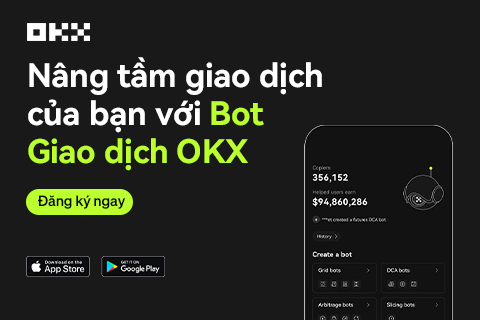 OKX
Nâng tầm giao dịch
của bạn với Bot
Giao dịch OKX
Đăng ký ngay
Download on the
App Store
GET IT ON
Google Play
Copiers
356,152
Helped users earn
$94,860,286
***et created a futures DCA bot.
History
Create a bot
Grid bots
DCA bots
Arbitrage bots
Slicing bots